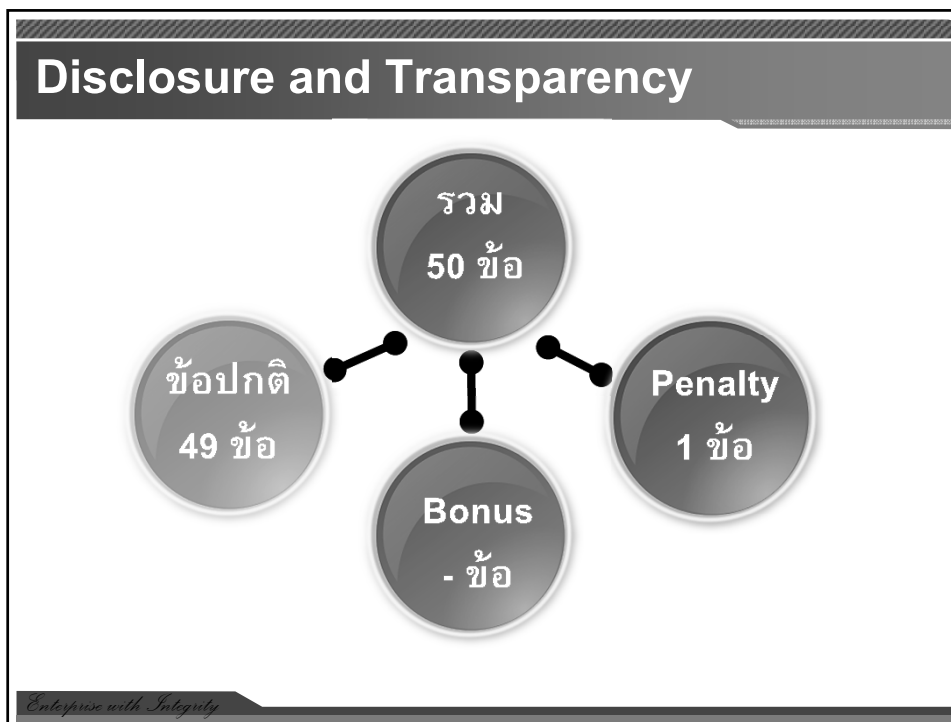 Disclosure and Transparency
รวม
50 ข้อ
ข้อปกติ
49 ข้อ
Penalty
1 ข้อ
Bonus
- ข้อ
Enterprise with Integrity